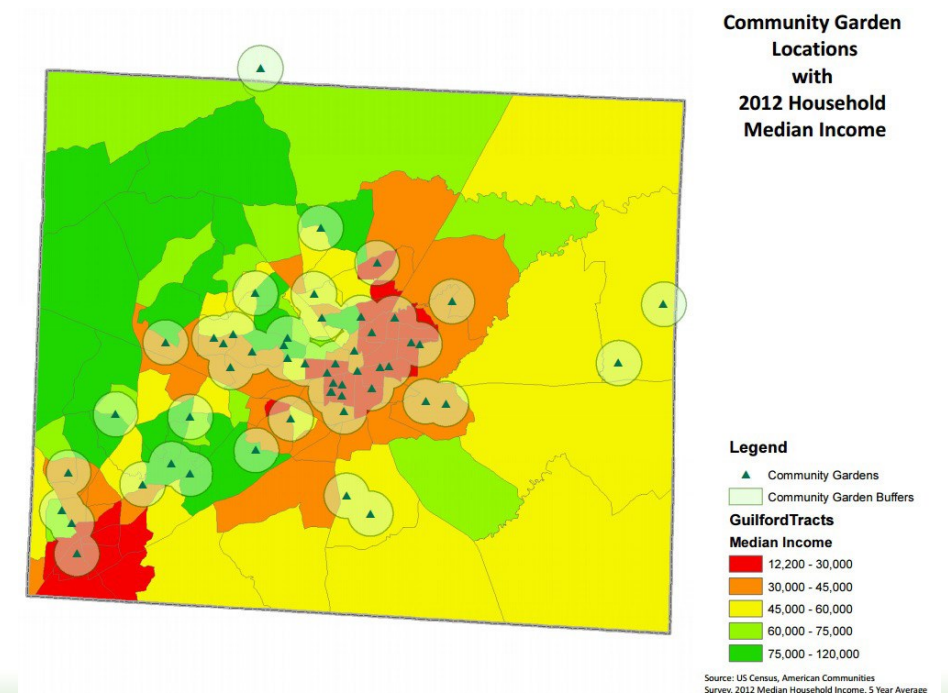 Community Garden
Locations
with
2012 Household
Median Income
Legend
Community Gardens
Community Garden Buffers
GuilfordTracts
Median Income
12,200 - 30,000
30,000 - 45,000
45,000 - 60,000
60,000 - 75,000
75,000 - 120,000
Source: US Census, American Communities
Survey, 2012 Median Household Income, 5 Year Average